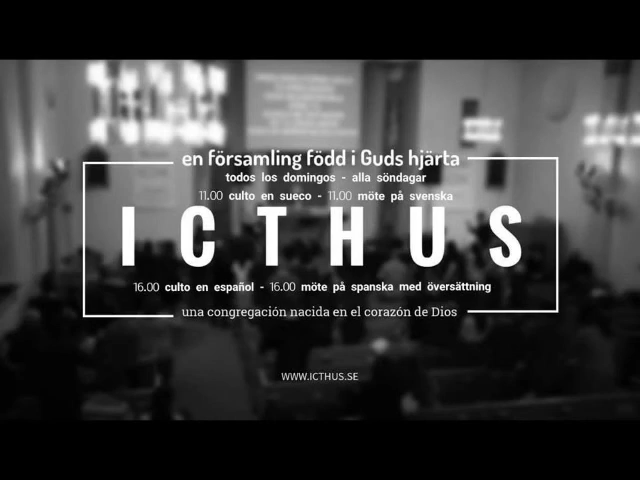 en församling född i Guds hjärta
todos los domingos - alla söndagar
11.00 culto en sueco - 11.00 möte på svenska
ICTHUS
16.00 culto en español - 16.00 möte på spanska med översättning
una congregación nacida en el corazón de Dios
WWW.ICTHUS.SE